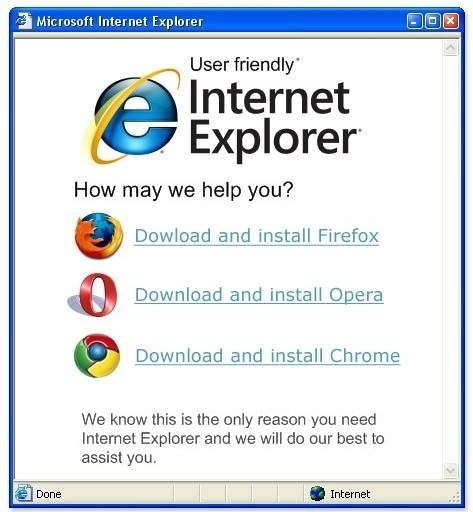 Microsoft Internet Explorer
User friendly*
Internet
Explorer
How may we help you?
Dowload and install Firefox
Download and install Opera
Download and install Chrome
We know this is the only reason you need
Internet Explorer and we will do our best to
assist you.
Done Internet